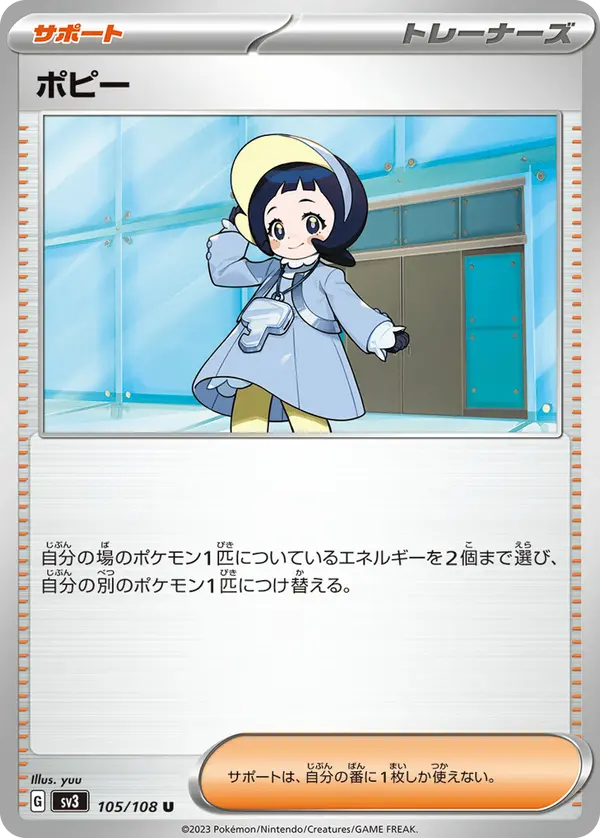 サポート トレーナーズ
ポピー
自分の場のポケモン1匹についているエネルギーを2個まで選び、
自分の別のポケモン1匹につけ替える。
サポートは、自分の番に1枚しか使えない。
Illus. yuu
G sv3 105/108 U
©2023 Pokémon/Nintendo/Creatures/GAME FREAK.